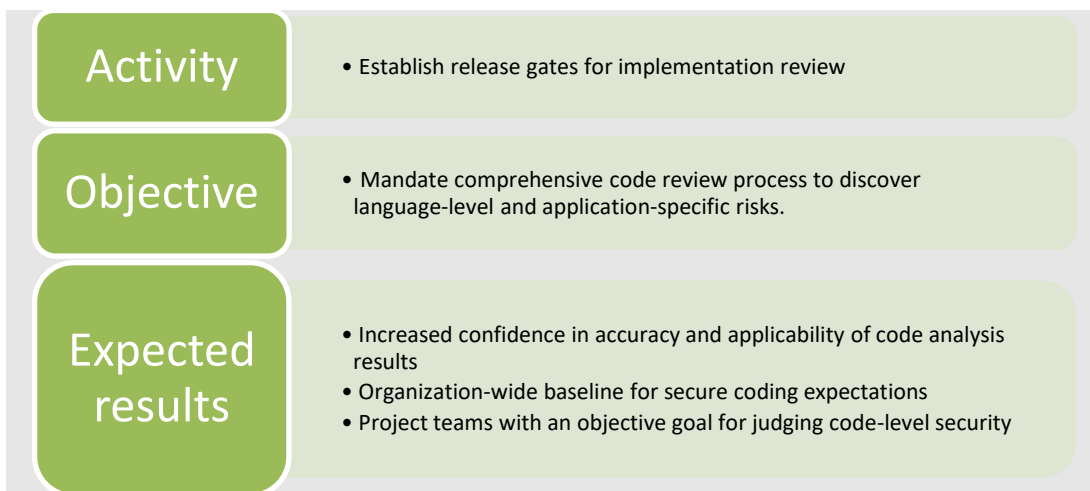 Activity
• Establish release gates for implementation review
Objective
• Mandate comprehensive code review process to discover
language-level and application-specific risks.
Expected
results
• Increased confidence in accuracy and applicability of code analysis
results
• Organization-wide baseline for secure coding expectations
• Project teams with an objective goal for judging code-level security